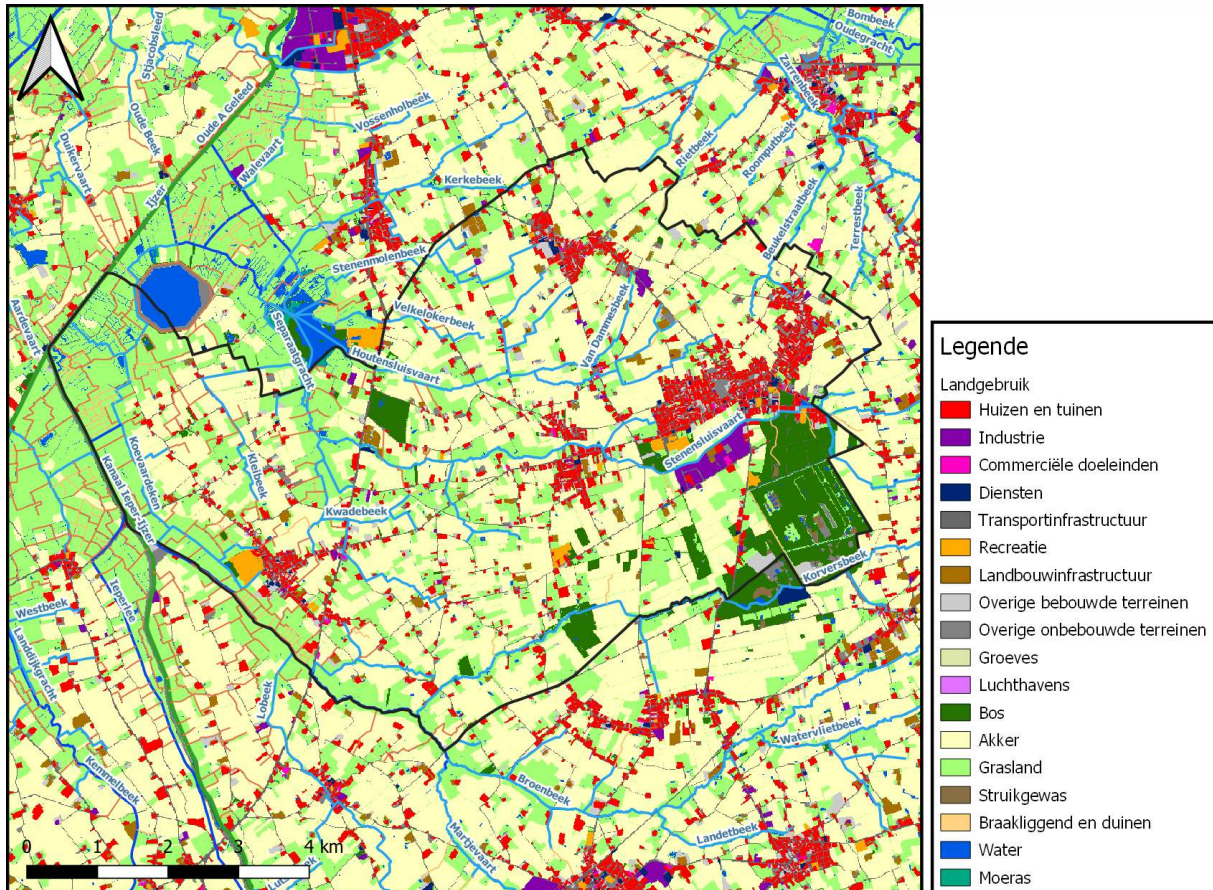 Bombeek
Oudegracht
Stjacobsleed
Oude Beek
Oude A Geleed
Duikervaart
Vossenholbeek
Zarrenbeek
Walevaart
Ijzer
Kerkebeek
Rietbeek
Roomputbeek
Beukelstraatbeek
Terrestbeek
Stenenmolenbeek
Aardevaart
Separaatgracht
Velkelokerbeek
Van Dammesbeek
Houtensluisvaart
Stenensluisvaart
Koevaardeken
Kleibeek
Kanaal Ieper-Ijzer
Kwadebeek
Korversbeek
Ieperlee
Westbeek
Landdijkgracht
Lobeek
Kemmelbeek
Watervlietbeek
Broenbeek
Martjevaart
Landetbeek
0 1 2 3 4 km
Legende
Landgebruik
Huizen en tuinen
Industrie
Commerciële doeleinden
Diensten
Transportinfrastructuur
Recreatie
Landbouwinfrastructuur
Overige bebouwde terreinen
Overige onbebouwde terreinen
Groeves
Luchthavens
Bos
Akker
Grasland
Struikgewas
Braakliggend en duinen
Water
Moeras